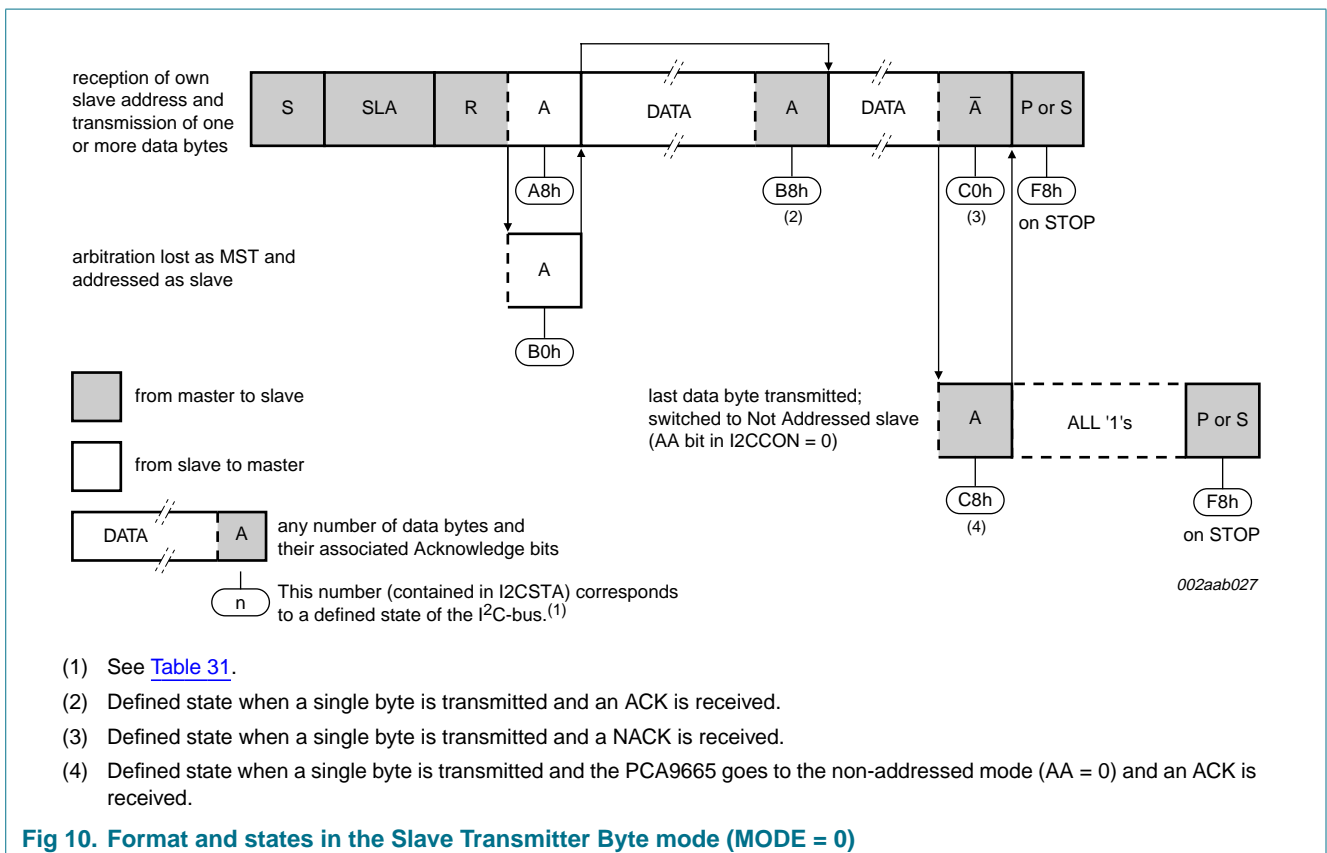 reception of own
slave address and
transmission of one
or more data bytes
S
SLA
R
A
DATA
A
DATA
A̅
P or S
A8h
B8h
(2)
C0h
(3)
F8h
on STOP
arbitration lost as MST and
addressed as slave
A
B0h
from master to slave
from slave to master
DATA
A
any number of data bytes and
their associated Acknowledge bits
n
This number (contained in I2CSTA) corresponds
to a defined state of the I²C-bus.(1)
last data byte transmitted;
switched to Not Addressed slave
(AA bit in I2CCON = 0)
A
ALL '1's
P or S
C8h
(4)
F8h
on STOP
002aab027
(1) See Table 31.
(2) Defined state when a single byte is transmitted and an ACK is received.
(3) Defined state when a single byte is transmitted and a NACK is received.
(4) Defined state when a single byte is transmitted and the PCA9665 goes to the non-addressed mode (AA = 0) and an ACK is
received.
Fig 10. Format and states in the Slave Transmitter Byte mode (MODE = 0)